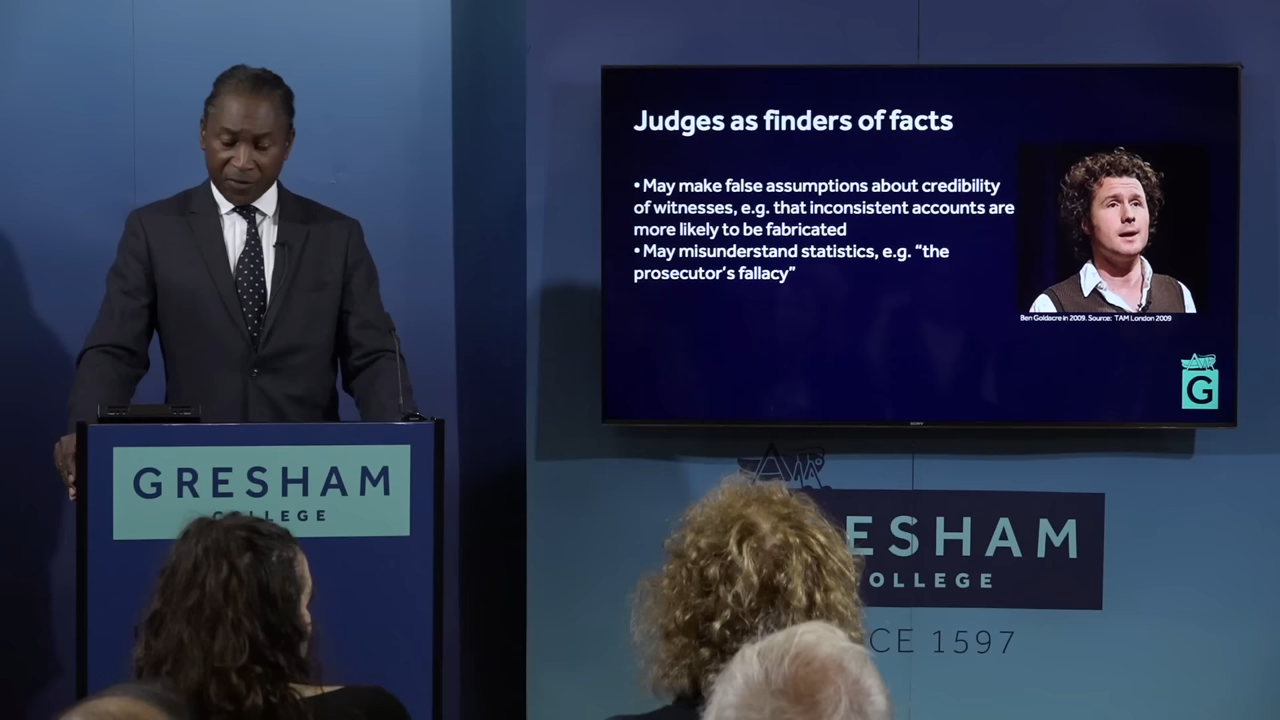 Judges as finders of facts
• May make false assumptions about credibility
of witnesses, e.g. that inconsistent accounts are
more likely to be fabricated
• May misunderstand statistics, e.g. “the
prosecutor’s fallacy”
Ben Goldacre in 2009. Source: TAM London 2009
G
SONY
GRESHAM
COLLEGE
ESHAM
OLLEGE
CE 1597